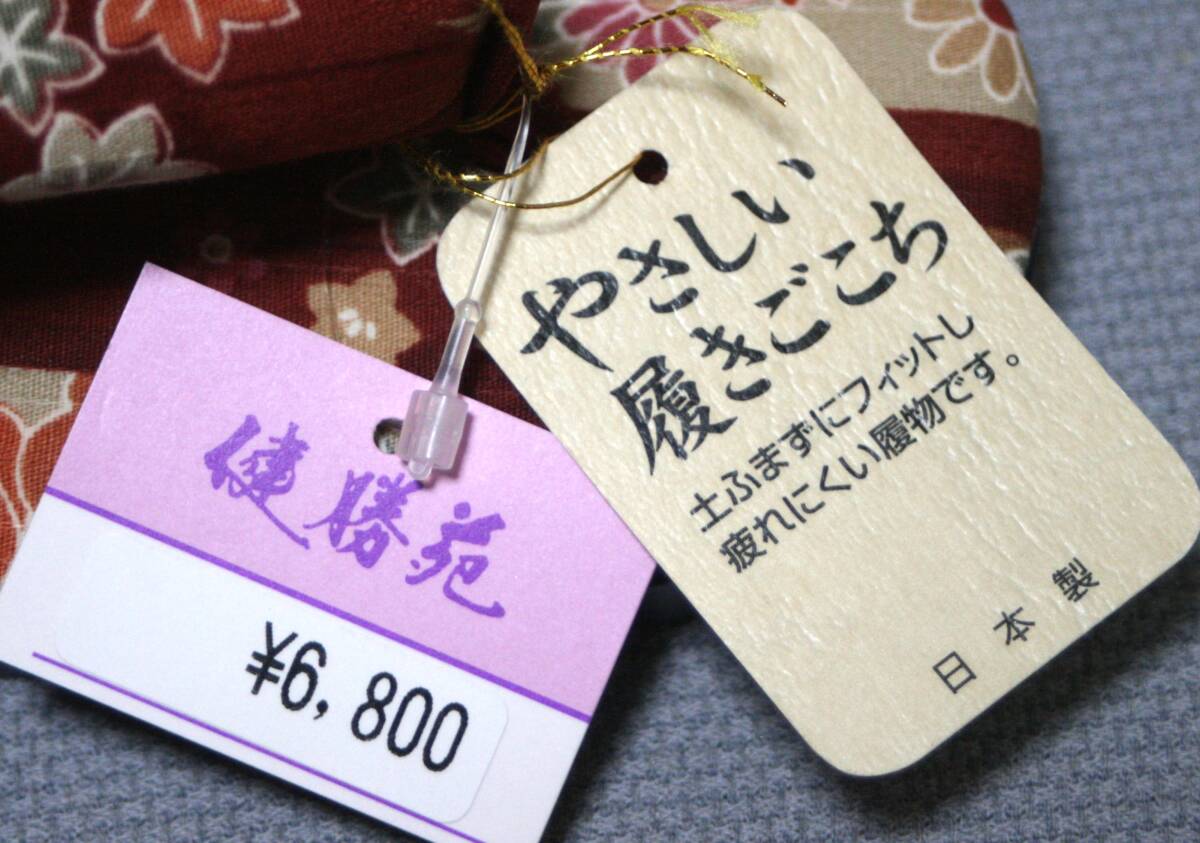 やさしい
履きごこち
土ふまずにフィットし
疲れにくい履物です。
日本製
健勝苑
¥6,800